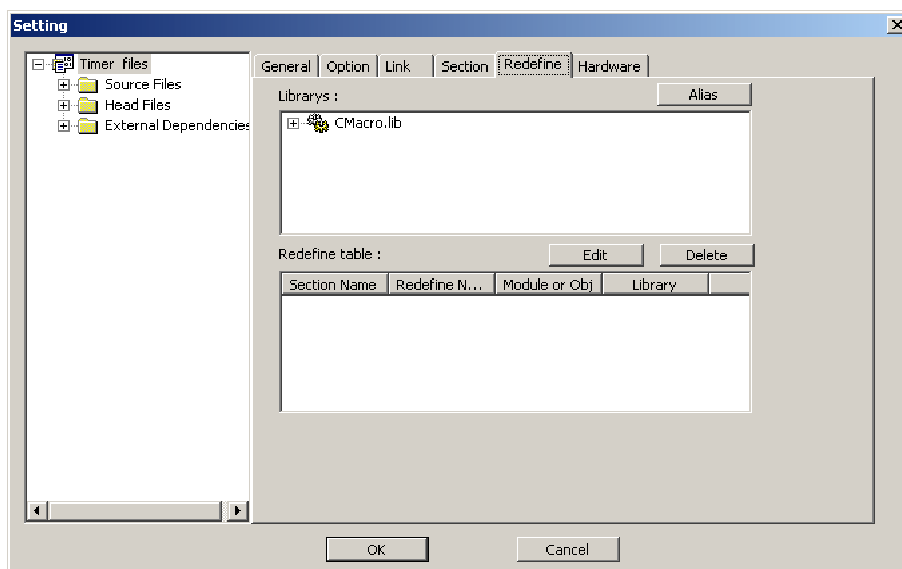 Setting
Timer files
Source Files
Head Files
External Dependencies
General Option Link Section Redefine Hardware
Librarys :
Alias
CMacro.lib
Redefine table :
Edit
Delete
Section Name Redefine N... Module or Obj Library
OK
Cancel